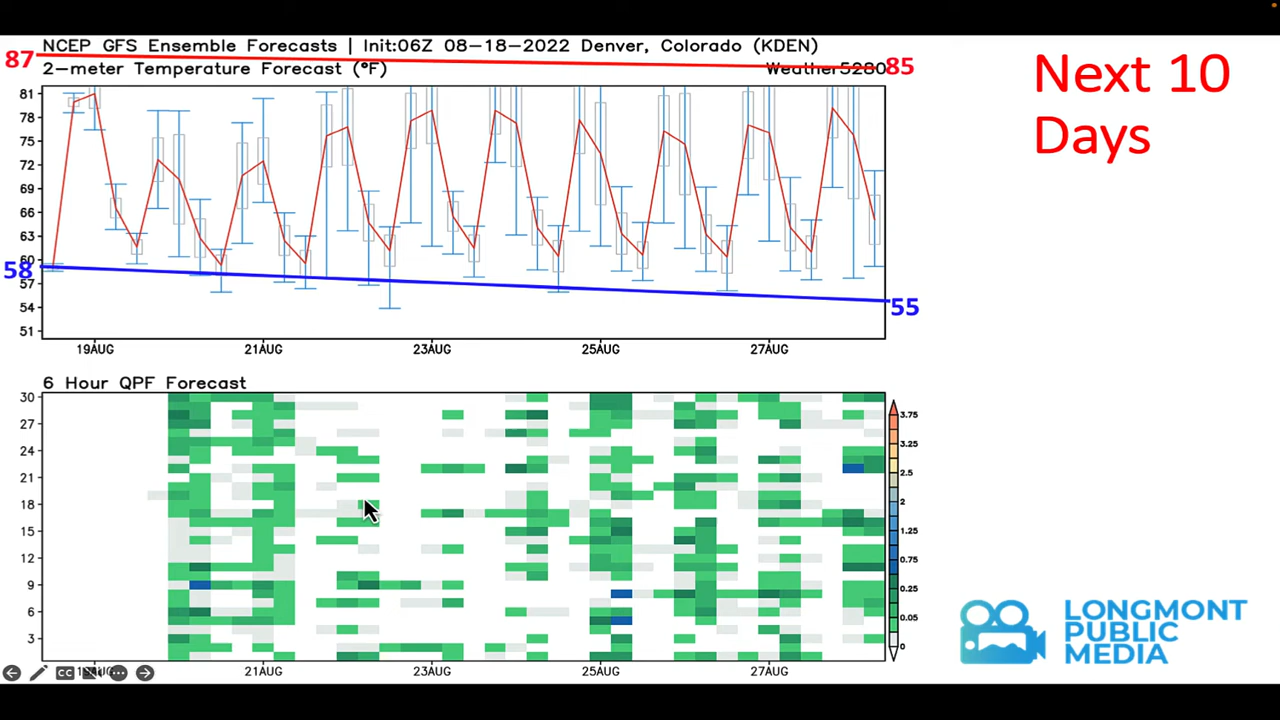 NCEP GFS Ensemble Forecasts | Init:06Z 08-18-2022 Denver, Colorado (KDEN)
87
2-meter Temperature Forecast (°F)
Weather5280
85
Next 10
Days
81
78
75
72
69
66
63
60
58
57
54
55
51
19AUG 21AUG 23AUG 25AUG 27AUG
6 Hour QPF Forecast
30
27
24
21
18
15
12
9
6
3
3.75
3.25
2.5
2
1.25
0.75
0.25
0.05
0
CC
19AUG 21AUG 23AUG 25AUG 27AUG
LONGMONT
PUBLIC
MEDIA